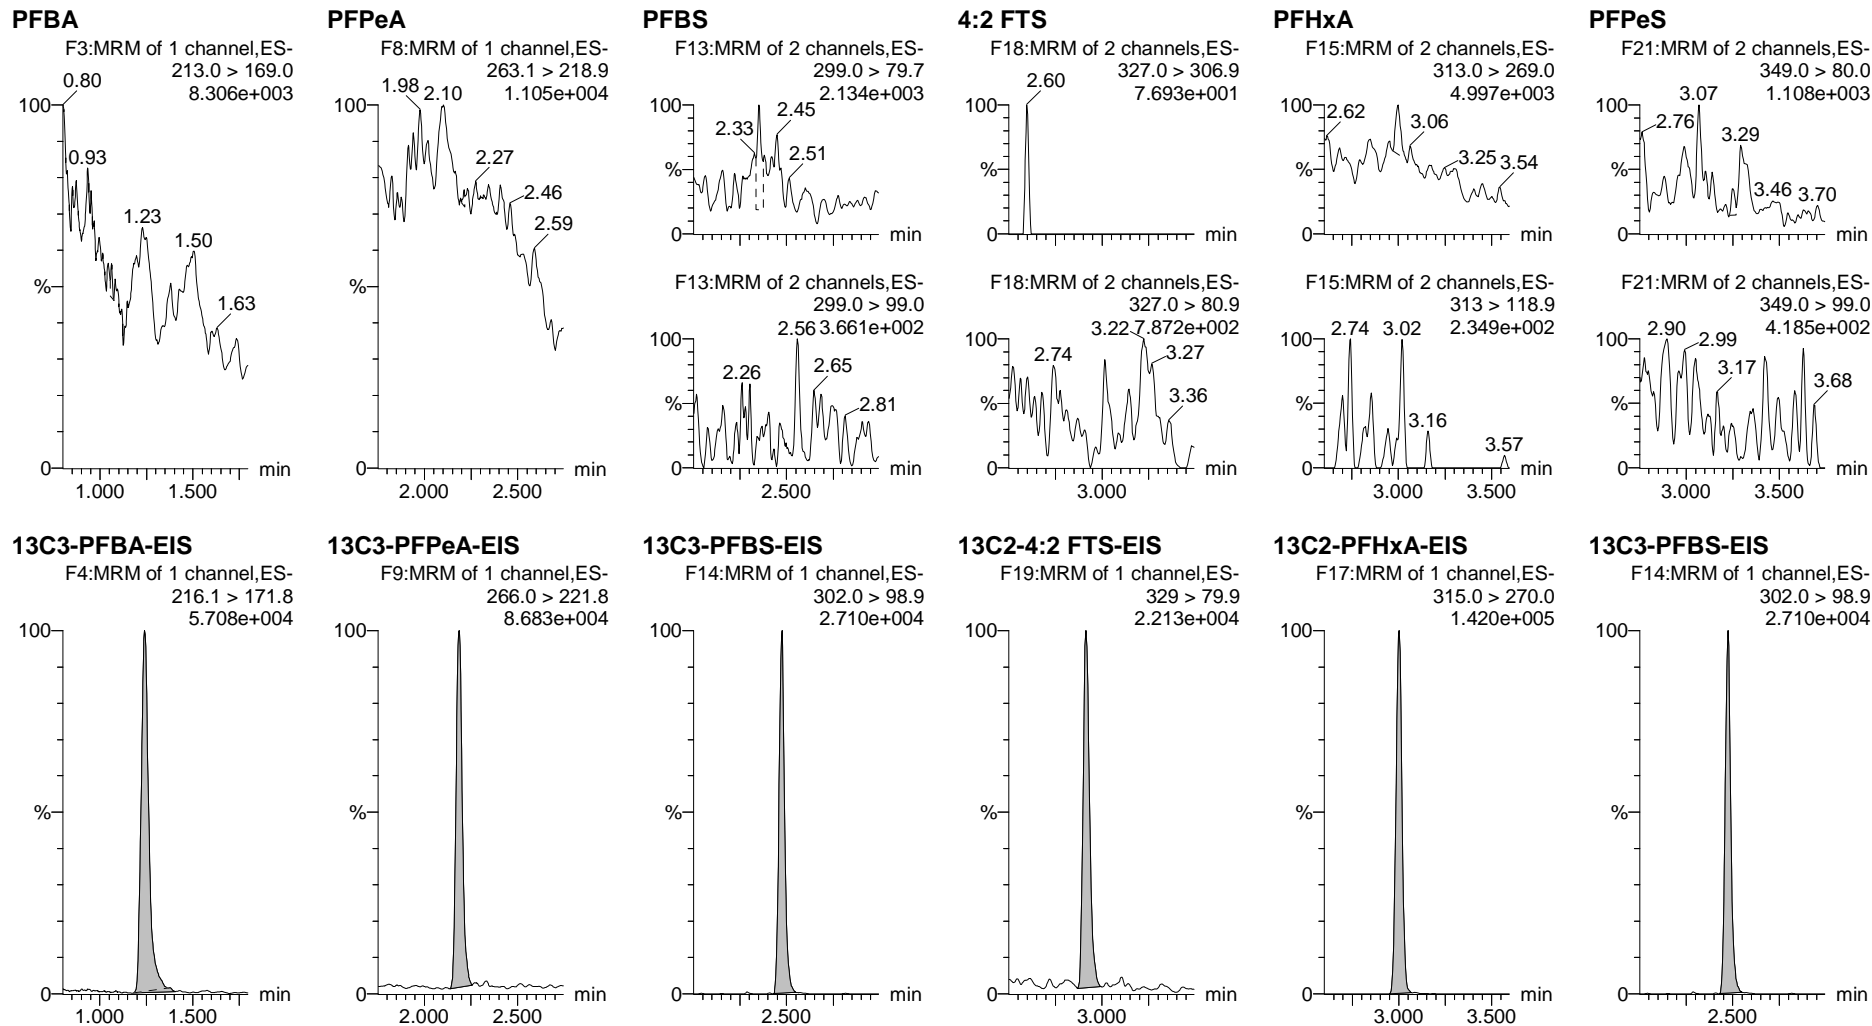 PFBA
F3:MRM of 1 channel,ES-
213.0 > 169.0
8.306e+003
0.80
100
0.93
1.23
1.50
1.63
%
0
min
1.000 1.500
PFPeA
F8:MRM of 1 channel,ES-
263.1 > 218.9
1.105e+004
1.98 2.10
100
2.27
2.46
2.59
%
0
min
2.000 2.500
PFBS
F13:MRM of 2 channels,ES-
299.0 > 79.7
2.134e+003
100
2.33
2.45
2.51
%
0
min
F13:MRM of 2 channels,ES-
299.0 > 99.0
2.56 3.661e+002
100
2.26
2.65
2.81
%
0
min
2.500
4:2 FTS
F18:MRM of 2 channels,ES-
327.0 > 306.9
7.693e+001
2.60
100
%
0
min
F18:MRM of 2 channels,ES-
327.0 > 80.9
3.22 7.872e+002
100
2.74
3.27
3.36
%
0
min
3.000
PFHxA
F15:MRM of 2 channels,ES-
313.0 > 269.0
4.997e+003
100
2.62
3.06
3.25 3.54
%
0
min
F15:MRM of 2 channels,ES-
313 > 118.9
2.349e+002
2.74 3.02
100
3.16
3.57
%
0
min
3.000 3.500
PFPeS
F21:MRM of 2 channels,ES-
349.0 > 80.0
1.108e+003
3.07
100
2.76
3.29
3.46 3.70
%
0
min
F21:MRM of 2 channels,ES-
349.0 > 99.0
4.185e+002
2.90
2.99
100
3.17
3.68
%
0
min
3.000 3.500
13C3-PFBA-EIS
F4:MRM of 1 channel,ES-
216.1 > 171.8
5.708e+004
100
%
0
min
1.000 1.500
13C3-PFPeA-EIS
F9:MRM of 1 channel,ES-
266.0 > 221.8
8.683e+004
100
%
0
min
2.000 2.500
13C3-PFBS-EIS
F14:MRM of 1 channel,ES-
302.0 > 98.9
2.710e+004
100
%
0
min
2.500
13C2-4:2 FTS-EIS
F19:MRM of 1 channel,ES-
329 > 79.9
2.213e+004
100
%
0
min
3.000
13C2-PFHxA-EIS
F17:MRM of 1 channel,ES-
315.0 > 270.0
1.420e+005
100
%
0
min
3.000 3.500
13C3-PFBS-EIS
F14:MRM of 1 channel,ES-
302.0 > 98.9
2.710e+004
100
%
0
min
2.500